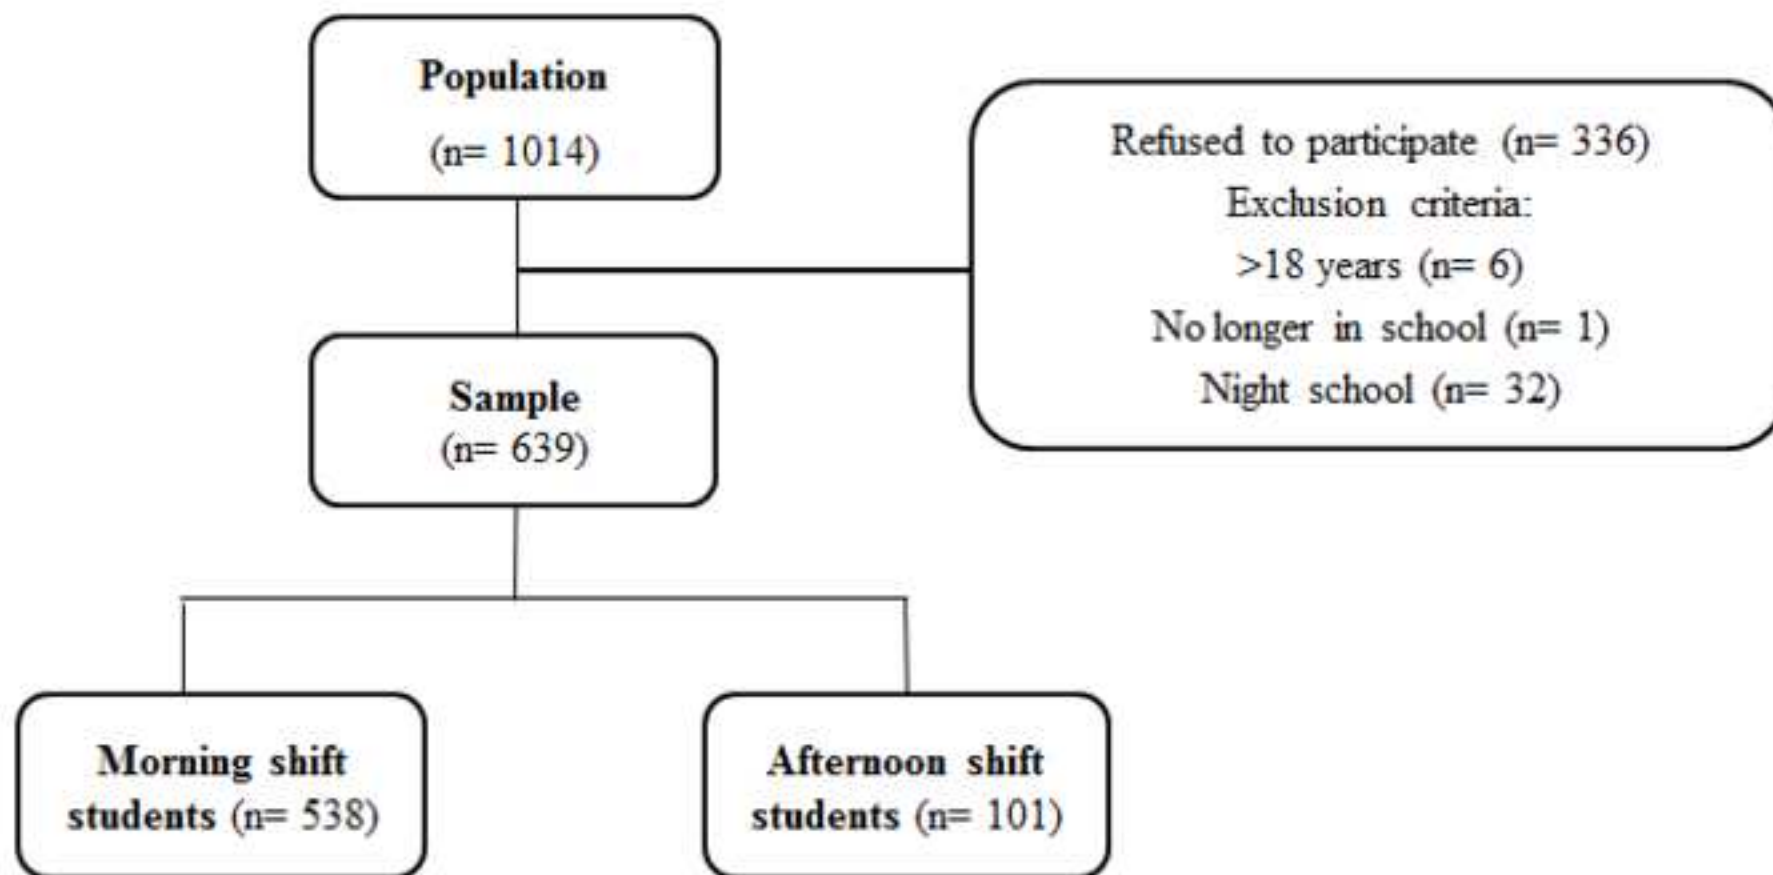 Population
(n= 1014)
Refused to participate (n= 336)
Exclusion criteria:
>18 years (n= 6)
No longer in school (n= 1)
Night school (n= 32)
Sample
(n= 639)
Morning shift
students (n= 538)
Afternoon shift
students (n= 101)